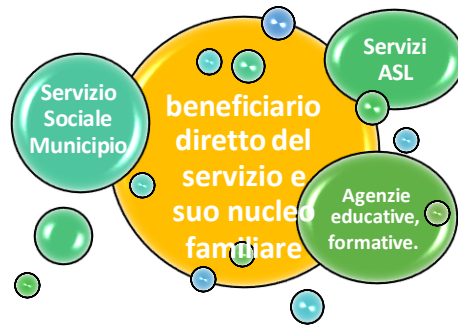 Servizio
Sociale
Municipio
beneficiario
diretto del
servizio e
suo nucleo
familiare
Servizi
ASL
Agenzie
educative,
formative.